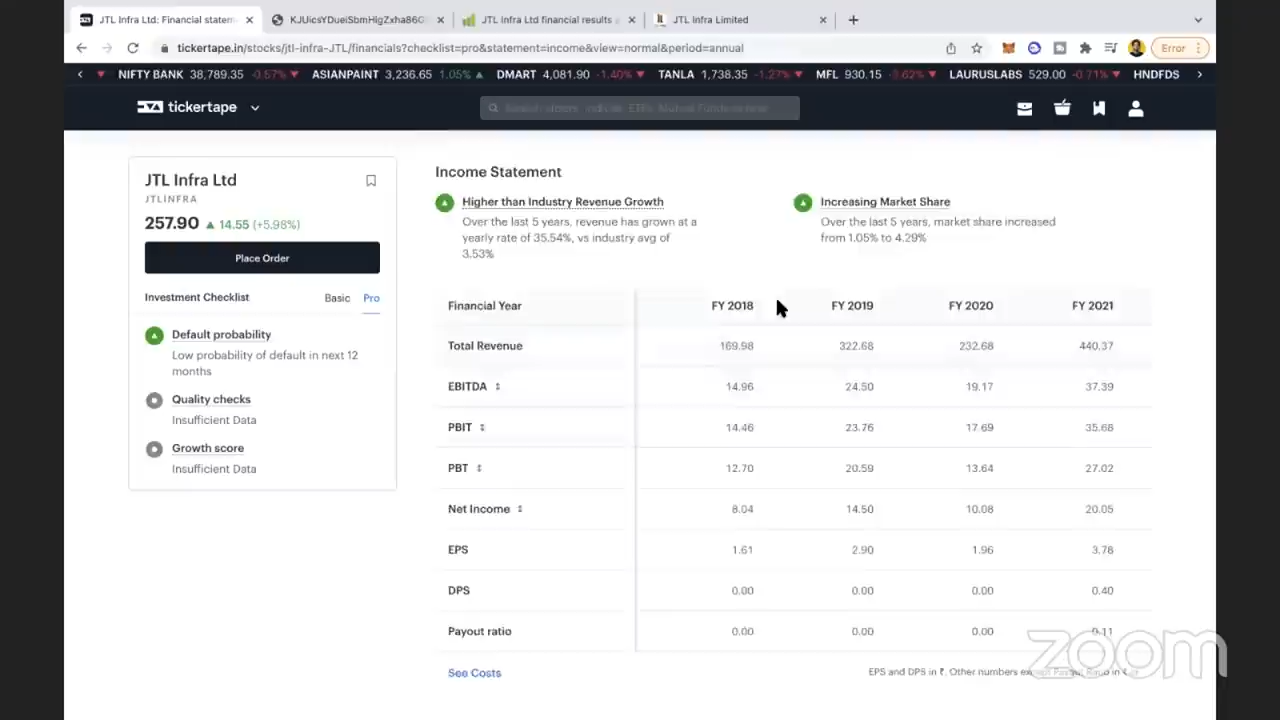 JTL Infra Ltd: Financial statem
KJUicsYDueiSbmHigZxha86G
JTL Infra Ltd financial results
JTL Infra Limited
tickertape.in/stocks/jtl-infra-JTL/financials?checklist=pro&statement=income&view=normal&period=annual
Error
NIFTY BANK 38,789.35 -0.57% ASIANPAINT 3,236.65 1.05% DMART 4,081.90 -1.40% TANLA 1,738.35 -1.27% MFL 930.15 -3.62% LAURUSLABS 529.00 -0.71% HNDFDS
tickertape
JTL Infra Ltd
JTLINFRA
257.90 14.55 (+5.98%)
Place Order
Investment Checklist Basic Pro
Default probability
Low probability of default in next 12
months
Quality checks
Insufficient Data
Growth score
Insufficient Data
Income Statement
Higher than Industry Revenue Growth
Over the last 5 years, revenue has grown at a
yearly rate of 35.54%, vs industry avg of
3.53%
Increasing Market Share
Over the last 5 years, market share increased
from 1.05% to 4.29%
Financial Year FY 2018 FY 2019 FY 2020 FY 2021
Total Revenue 169.98 322.68 232.68 440.37
EBITDA 14.96 24.50 19.17 37.39
PBIT 14.46 23.76 17.69 35.68
PBT 12.70 20.59 13.64 27.02
Net Income 8.04 14.50 10.08 20.05
EPS 1.61 2.90 1.96 3.78
DPS 0.00 0.00 0.00 0.40
Payout ratio 0.00 0.00 0.00 0.11
See Costs
EPS and DPS in ₹. Other numbers except Payout Ratio in
zoom